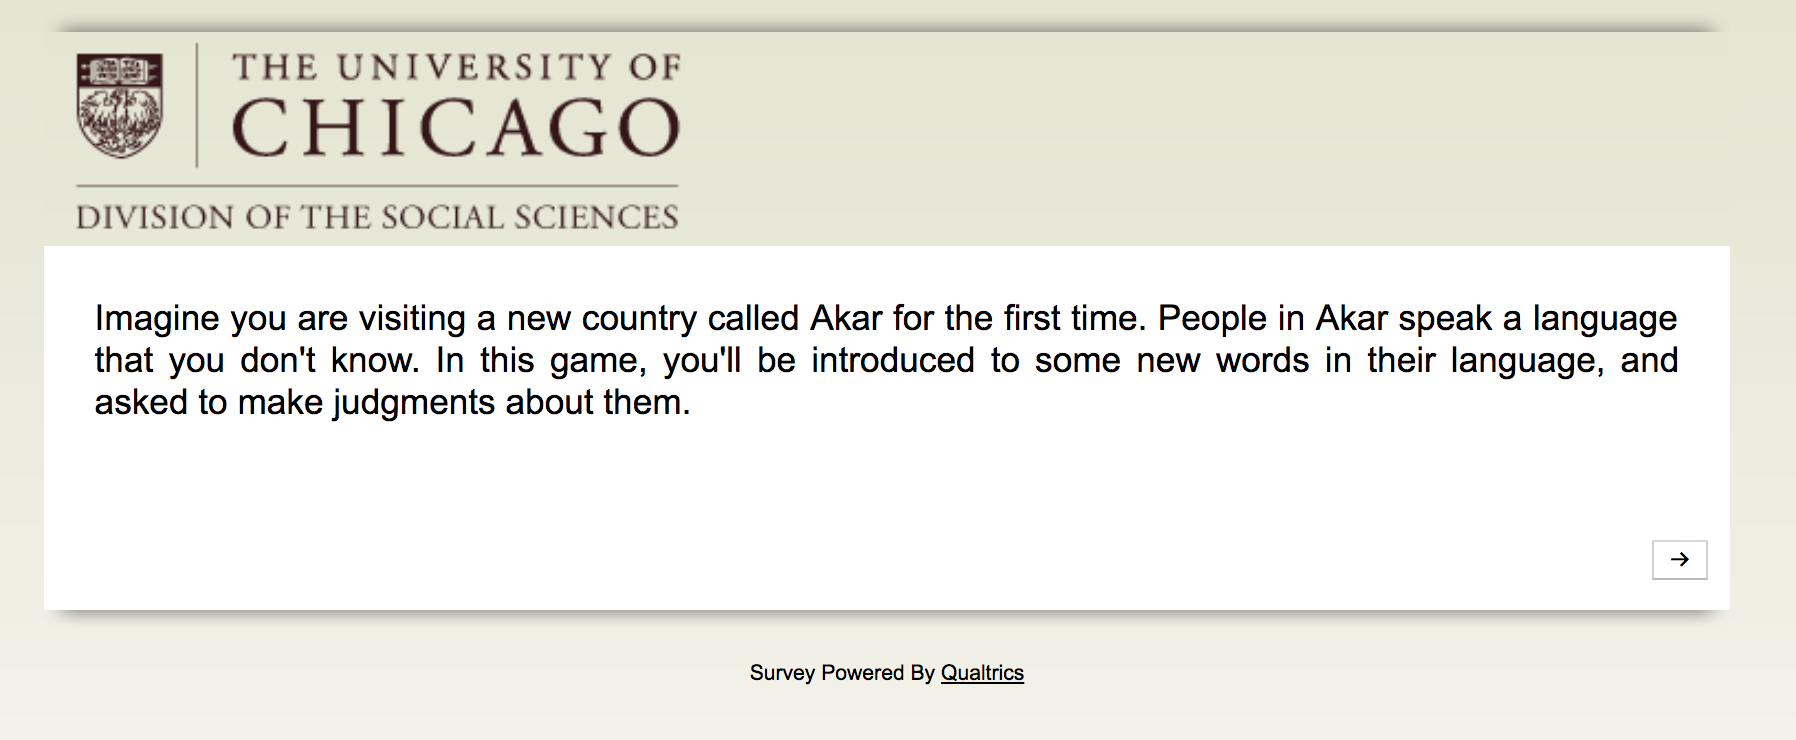 THE UNIVERSITY OF
CHICAGO
DIVISION OF THE SOCIAL SCIENCES
Imagine you are visiting a new country called Akar for the first time. People in Akar speak a language
that you don't know. In this game, you'll be introduced to some new words in their language, and
asked to make judgments about them.
→
Survey Powered By Qualtrics